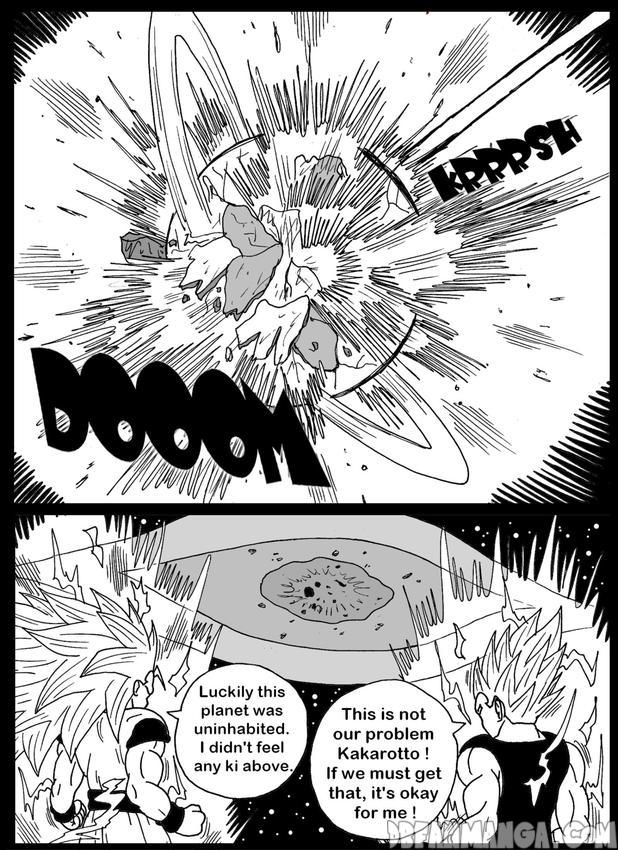 KRRRSH
DOOOM
Luckily this
planet was
uninhabited.
I didn't feel
any ki above.
This is not
our problem
Kakarotto !
If we must get
that, it's okay
for me !
DREAMMANGA.COM